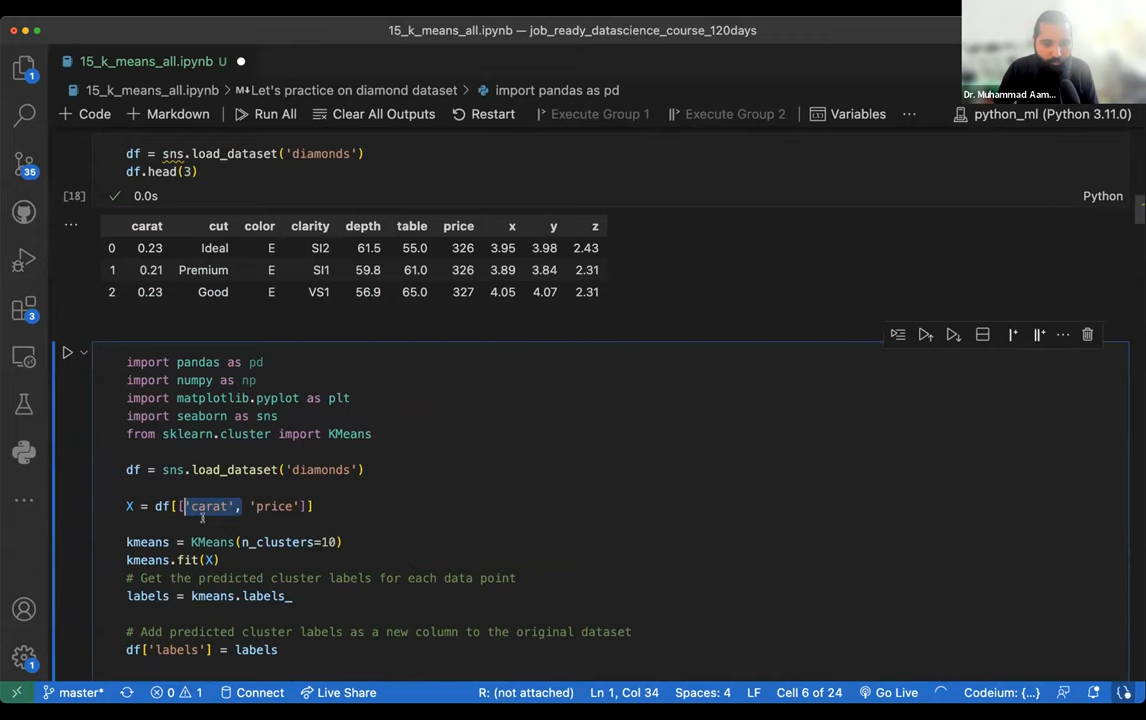 15_k_means_all.ipynb — job_ready_datascience_course_120days
15_k_means_all.ipynb U
15_k_means_all.ipynb > M↓Let's practice on diamond dataset > import pandas as pd
+ Code + Markdown Run All Clear All Outputs Restart Execute Group 1 Execute Group 2 Variables ... python_ml (Python 3.11.0)
Dr. Muhammad Aam...
df = sns.load_dataset('diamonds')
df.head(3)
[18] 0.0s Python
... carat cut color clarity depth table price x y z
0 0.23 Ideal E SI2 61.5 55.0 326 3.95 3.98 2.43
1 0.21 Premium E SI1 59.8 61.0 326 3.89 3.84 2.31
2 0.23 Good E VS1 56.9 65.0 327 4.05 4.07 2.31
import pandas as pd
import numpy as np
import matplotlib.pyplot as plt
import seaborn as sns
from sklearn.cluster import KMeans
df = sns.load_dataset('diamonds')
X = df[['carat', 'price']]
kmeans = KMeans(n_clusters=10)
kmeans.fit(X)
# Get the predicted cluster labels for each data point
labels = kmeans.labels_
# Add predicted cluster labels as a new column to the original dataset
df['labels'] = labels
1
35
3
1
master* 0 1 Connect Live Share R: (not attached) Ln 1, Col 34 Spaces: 4 LF Cell 6 of 24 Go Live Codeium: {...}